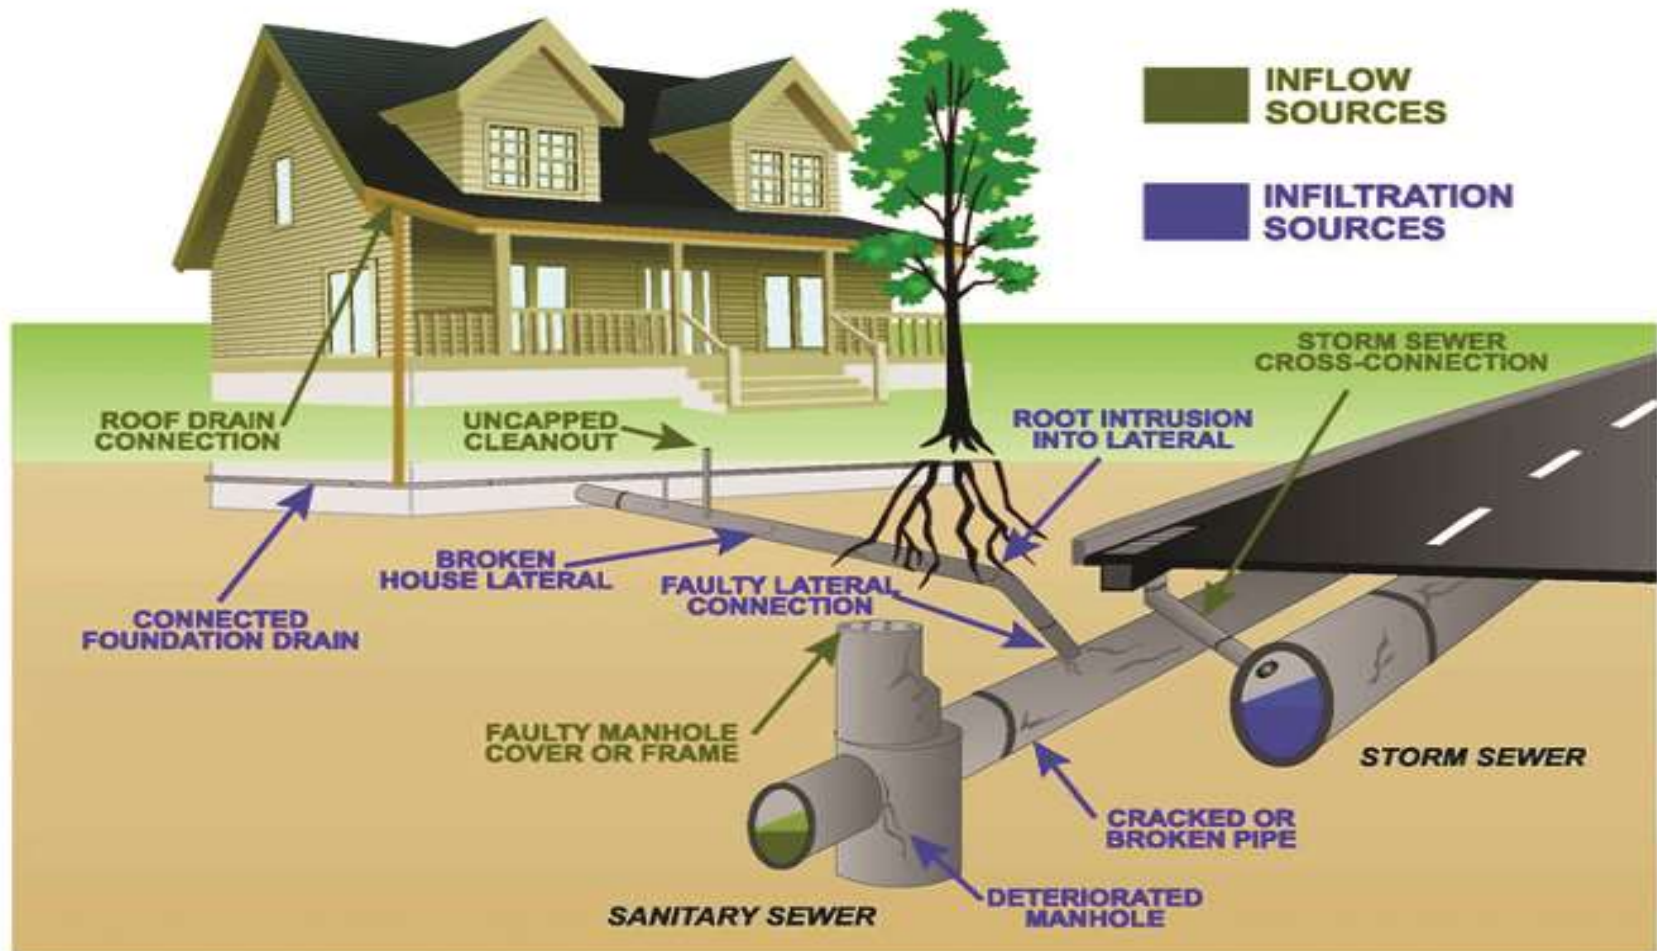 INFLOW
SOURCES
INFILTRATION
SOURCES
STORM SEWER
CROSS-CONNECTION
ROOF DRAIN
CONNECTION
UNCAPPED
CLEANOUT
ROOT INTRUSION
INTO LATERAL
BROKEN
HOUSE LATERAL
FAULTY LATERAL
CONNECTION
CONNECTED
FOUNDATION DRAIN
FAULTY MANHOLE
COVER OR FRAME
STORM SEWER
CRACKED OR
BROKEN PIPE
DETERIORATED
MANHOLE
SANITARY SEWER